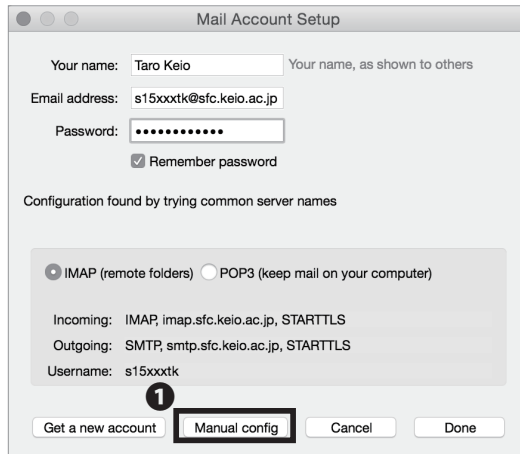 Mail Account Setup
Your name: Taro Keio Your name, as shown to others
Email address: s15xxxtk@sfc.keio.ac.jp
Password: ••••••••••••
Remember password
Configuration found by trying common server names
IMAP (remote folders) POP3 (keep mail on your computer)
Incoming: IMAP, imap.sfc.keio.ac.jp, STARTTLS
Outgoing: SMTP, smtp.sfc.keio.ac.jp, STARTTLS
Username: s15xxxtk
❶
Get a new account Manual config Cancel Done